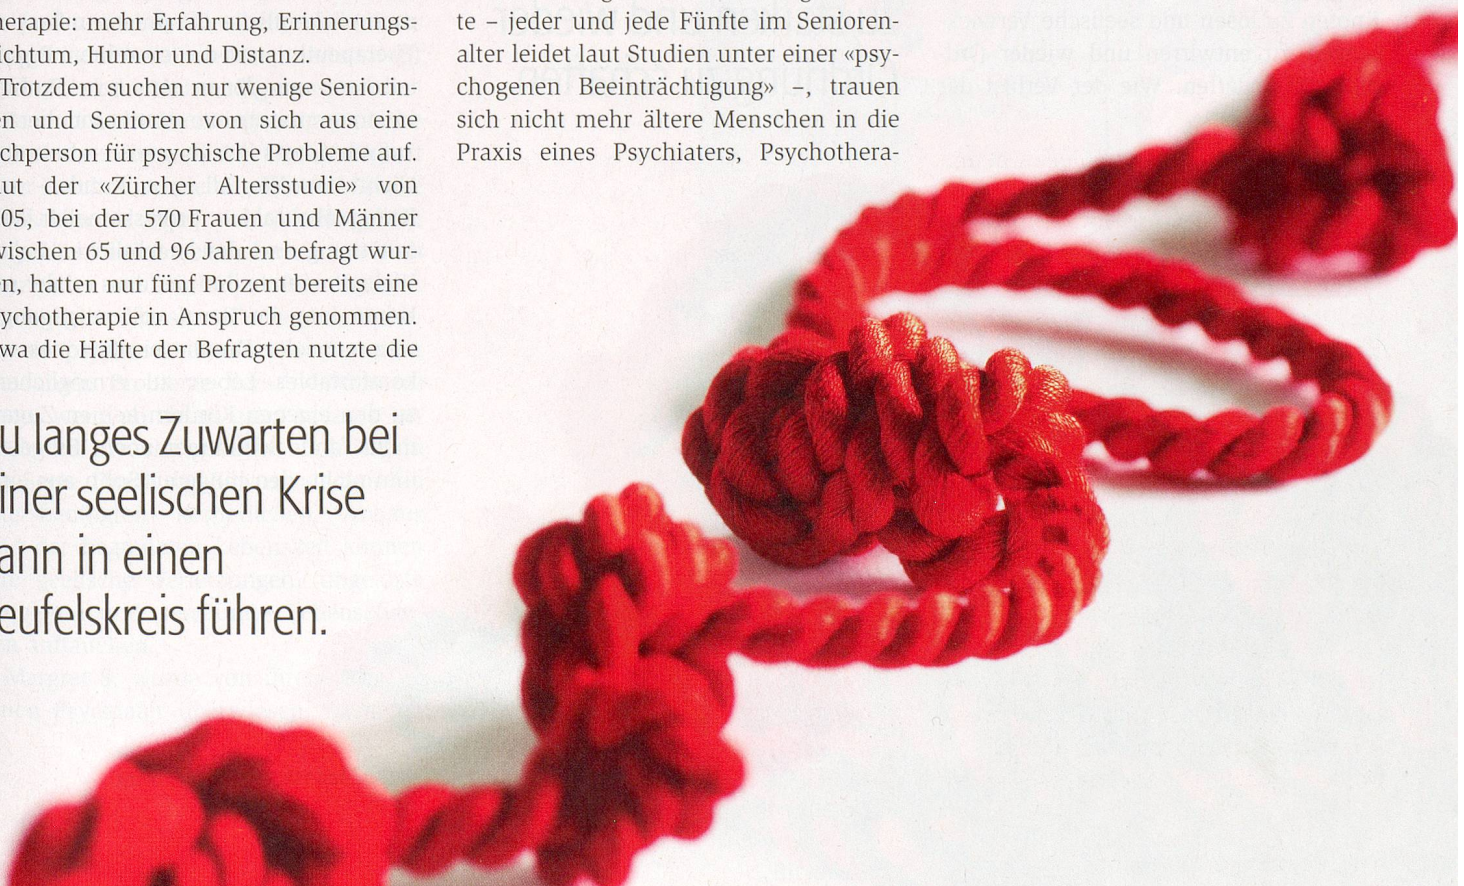 herapie: mehr Erfahrung, Erinnerungs-
ichtum, Humor und Distanz.
Trotzdem suchen nur wenige Seniorin-
n und Senioren von sich aus eine
chperson für psychische Probleme auf.
ut der «Zürcher Altersstudie» von
05, bei der 570 Frauen und Männer
wischen 65 und 96 Jahren befragt wur-
en, hatten nur fünf Prozent bereits eine
ychotherapie in Anspruch genommen.
wa die Hälfte der Befragten nutzte die
u langes Zuwarten bei
iner seelischen Krise
ann in einen
eufelskreis führen.
te – jeder und jede Fünfte im Senioren-
alter leidet laut Studien unter einer «psy-
chogenen Beeinträchtigung» –, trauen
sich nicht mehr ältere Menschen in die
Praxis eines Psychiaters, Psychothera-